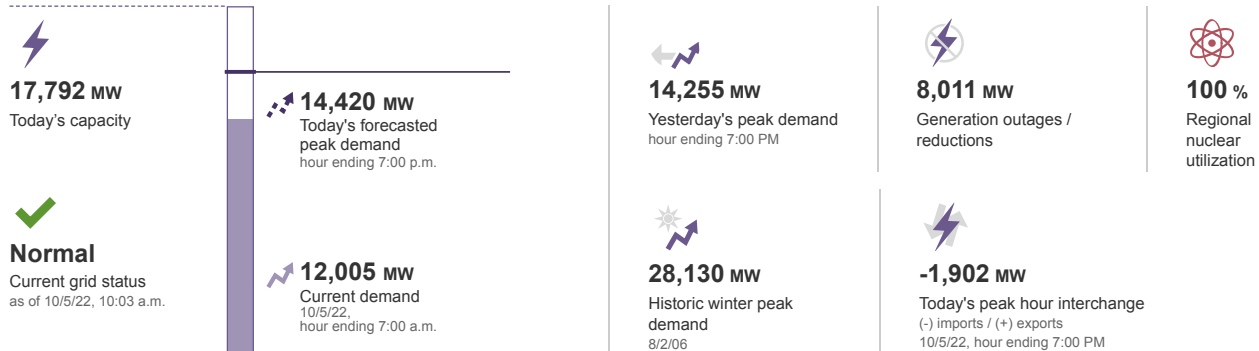 17,792 MW
Today's capacity
Normal
Current grid status
as of 10/5/22, 10:03 a.m.
14,420 MW
Today's forecasted
peak demand
hour ending 7:00 p.m.
12,005 MW
Current demand
10/5/22,
hour ending 7:00 a.m.
14,255 MW
Yesterday's peak demand
hour ending 7:00 PM
8,011 MW
Generation outages /
reductions
100 %
Regional
nuclear
utilization
28,130 MW
Historic winter peak
demand
8/2/06
-1,902 MW
Today's peak hour interchange
(-) imports / (+) exports
10/5/22, hour ending 7:00 PM